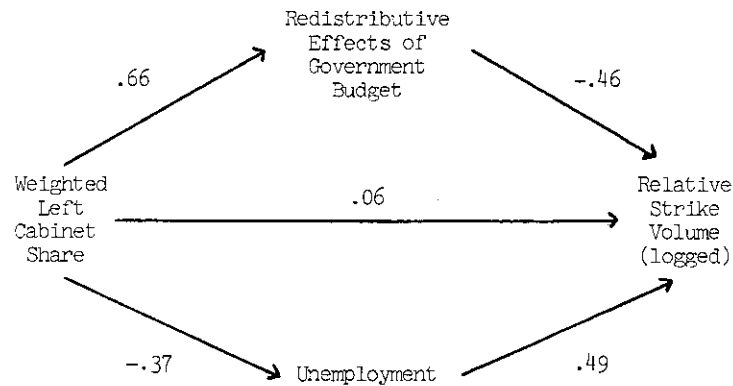 Redistributive
Effects of
Government
Budget
.66
-.46
Weighted
Left
Cabinet
Share
.06
Relative
Strike
Volume
(logged)
-.37
Unemployment
.49